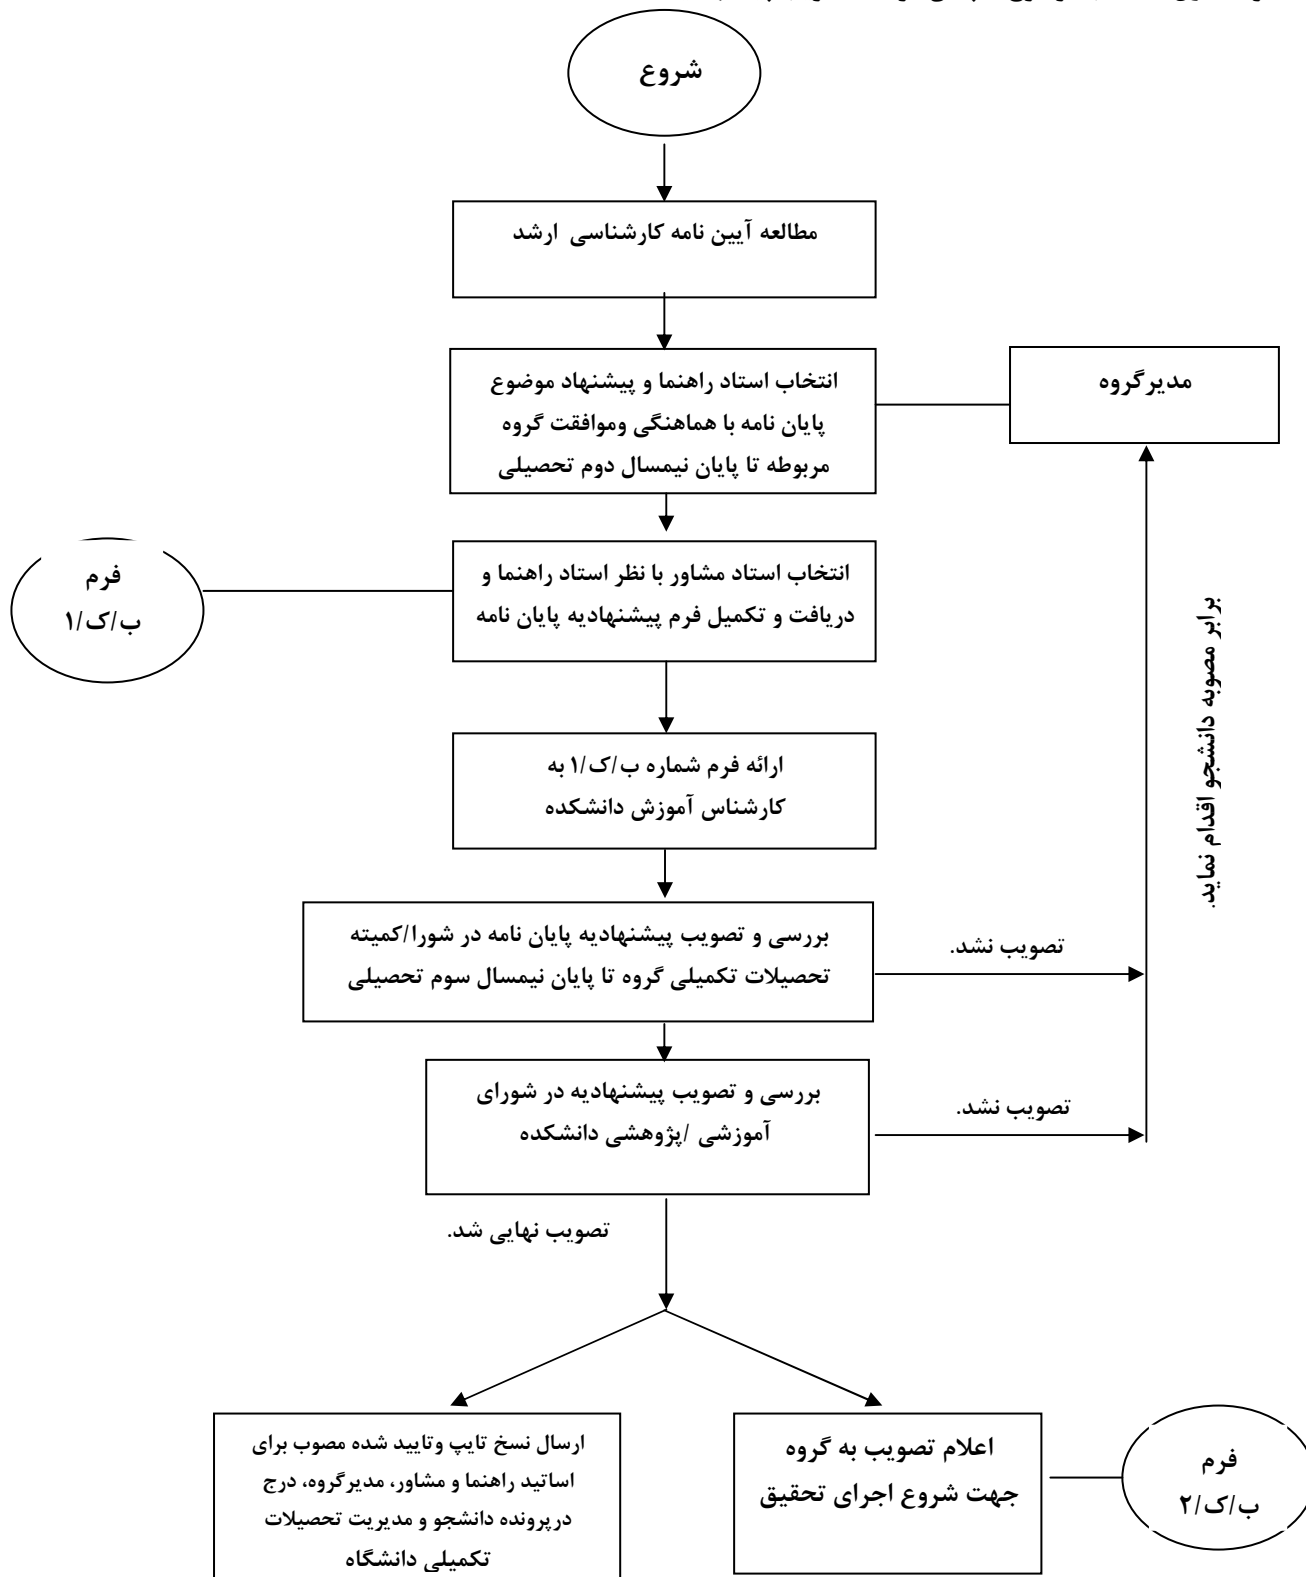 شروع
مطالعه آیین نامه کارشناسی ارشد
انتخاب استاد راهنما و پیشنهاد موضوع
پایان نامه با هماهنگی وموافقت گروه
مربوطه تا پایان نیمسال دوم تحصیلی
مدیرگروه
انتخاب استاد مشاور با نظر استاد راهنما و
دریافت و تکمیل فرم پیشنهادیه پایان نامه
فرم
ب/ک/۱
ارائه فرم شماره ب/ک/۱ به
کارشناس آموزش دانشکده
برابر مصوبه دانشجو اقدام نماید.
بررسی و تصویب پیشنهادیه پایان نامه در شورا/کمیته
تحصیلات تکمیلی گروه تا پایان نیمسال سوم تحصیلی
تصویب نشد.
بررسی و تصویب پیشنهادیه در شورای
آموزشی /پژوهشی دانشکده
تصویب نشد.
تصویب نهایی شد.
اعلام تصویب به گروه
جهت شروع اجرای تحقیق
فرم
ب/ک/۲
ارسال نسخ تایپ وتایید شده مصوب برای
اساتید راهنما و مشاور، مدیرگروه، درج
درپرونده دانشجو و مدیریت تحصیلات
تکمیلی دانشگاه